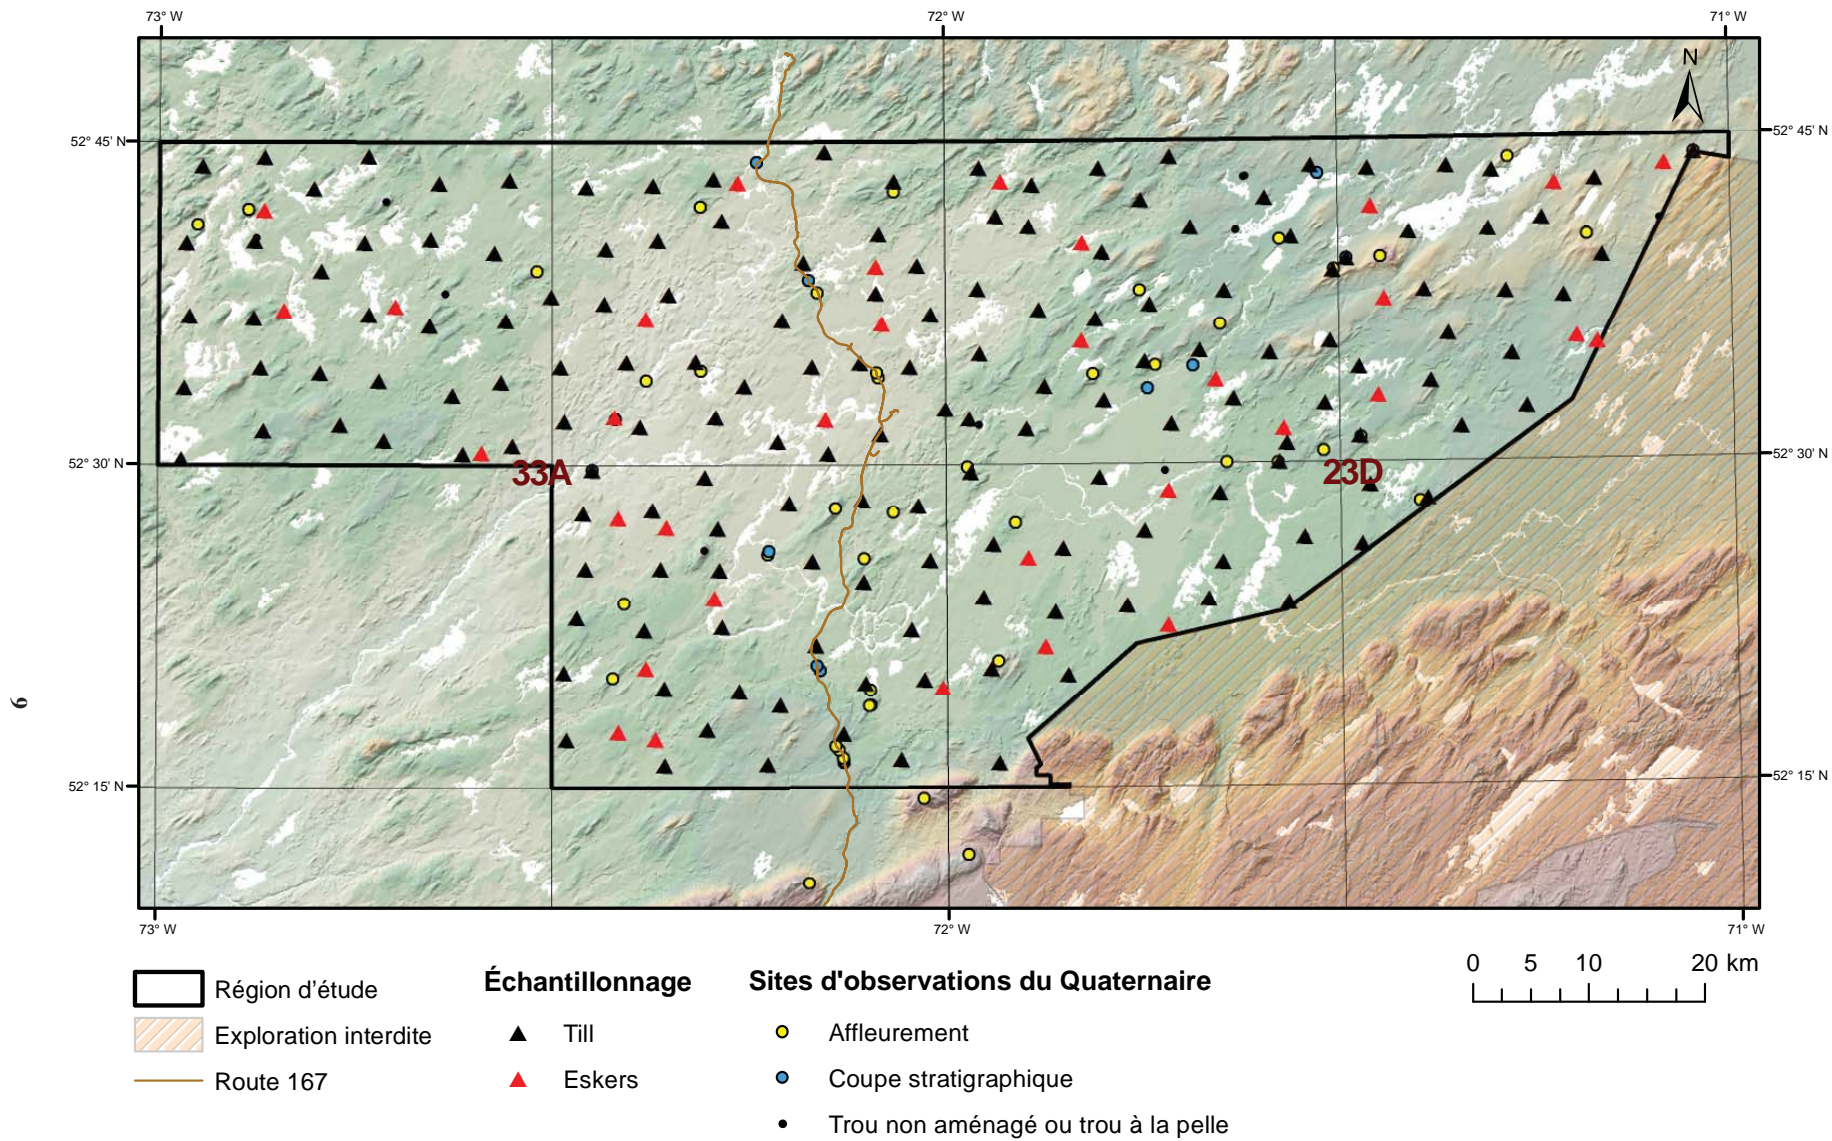 73° W
72° W
71° W
N
52° 45' N
52° 45' N
52° 30' N
52° 30' N
33A
23D
52° 15' N
52° 15' N
73° W
72° W
71° W
6
Région d'étude
Exploration interdite
Route 167
Échantillonnage
Till
Eskers
Sites d'observations du Quaternaire
Affleurement
Coupe stratigraphique
Trou non aménagé ou trou à la pelle
0 5 10 20 km